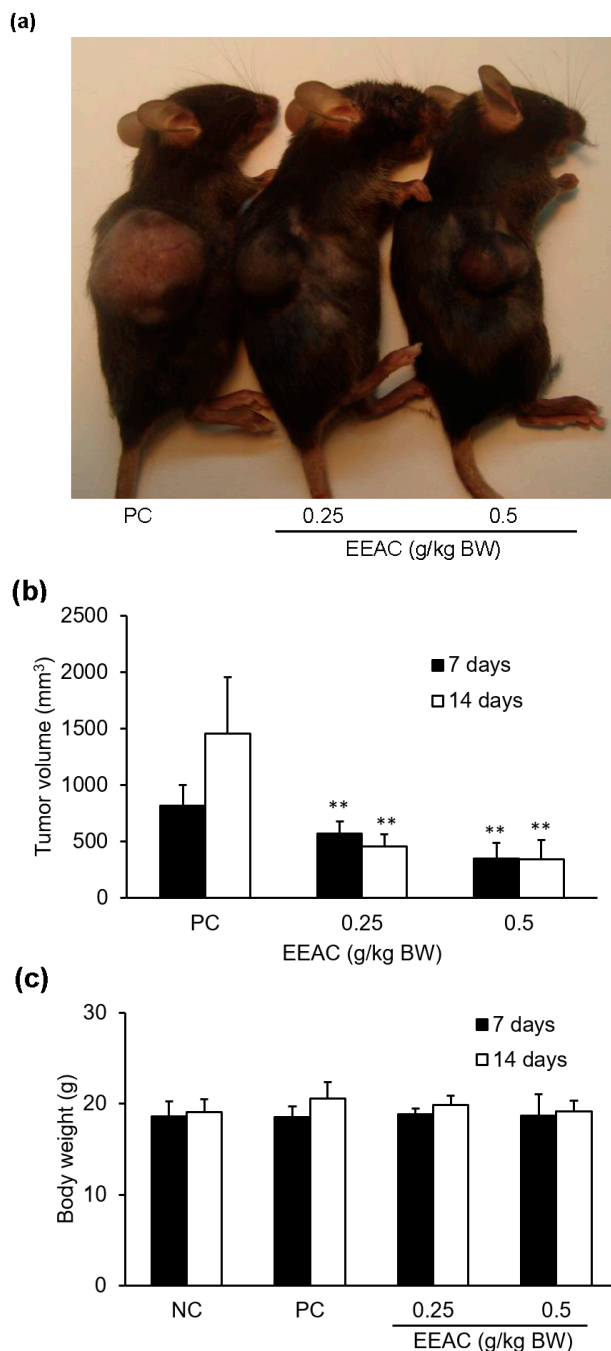 (a)
PC 0.25 0.5
EEAC (g/kg BW)
(b)
2500
2000
1500
1000
500
0
Tumor volume (mm³)
7 days
14 days
** ** ** **
PC 0.25 0.5
EEAC (g/kg BW)
(c)
30
20
10
0
Body weight (g)
7 days
14 days
NC PC 0.25 0.5
EEAC (g/kg BW)